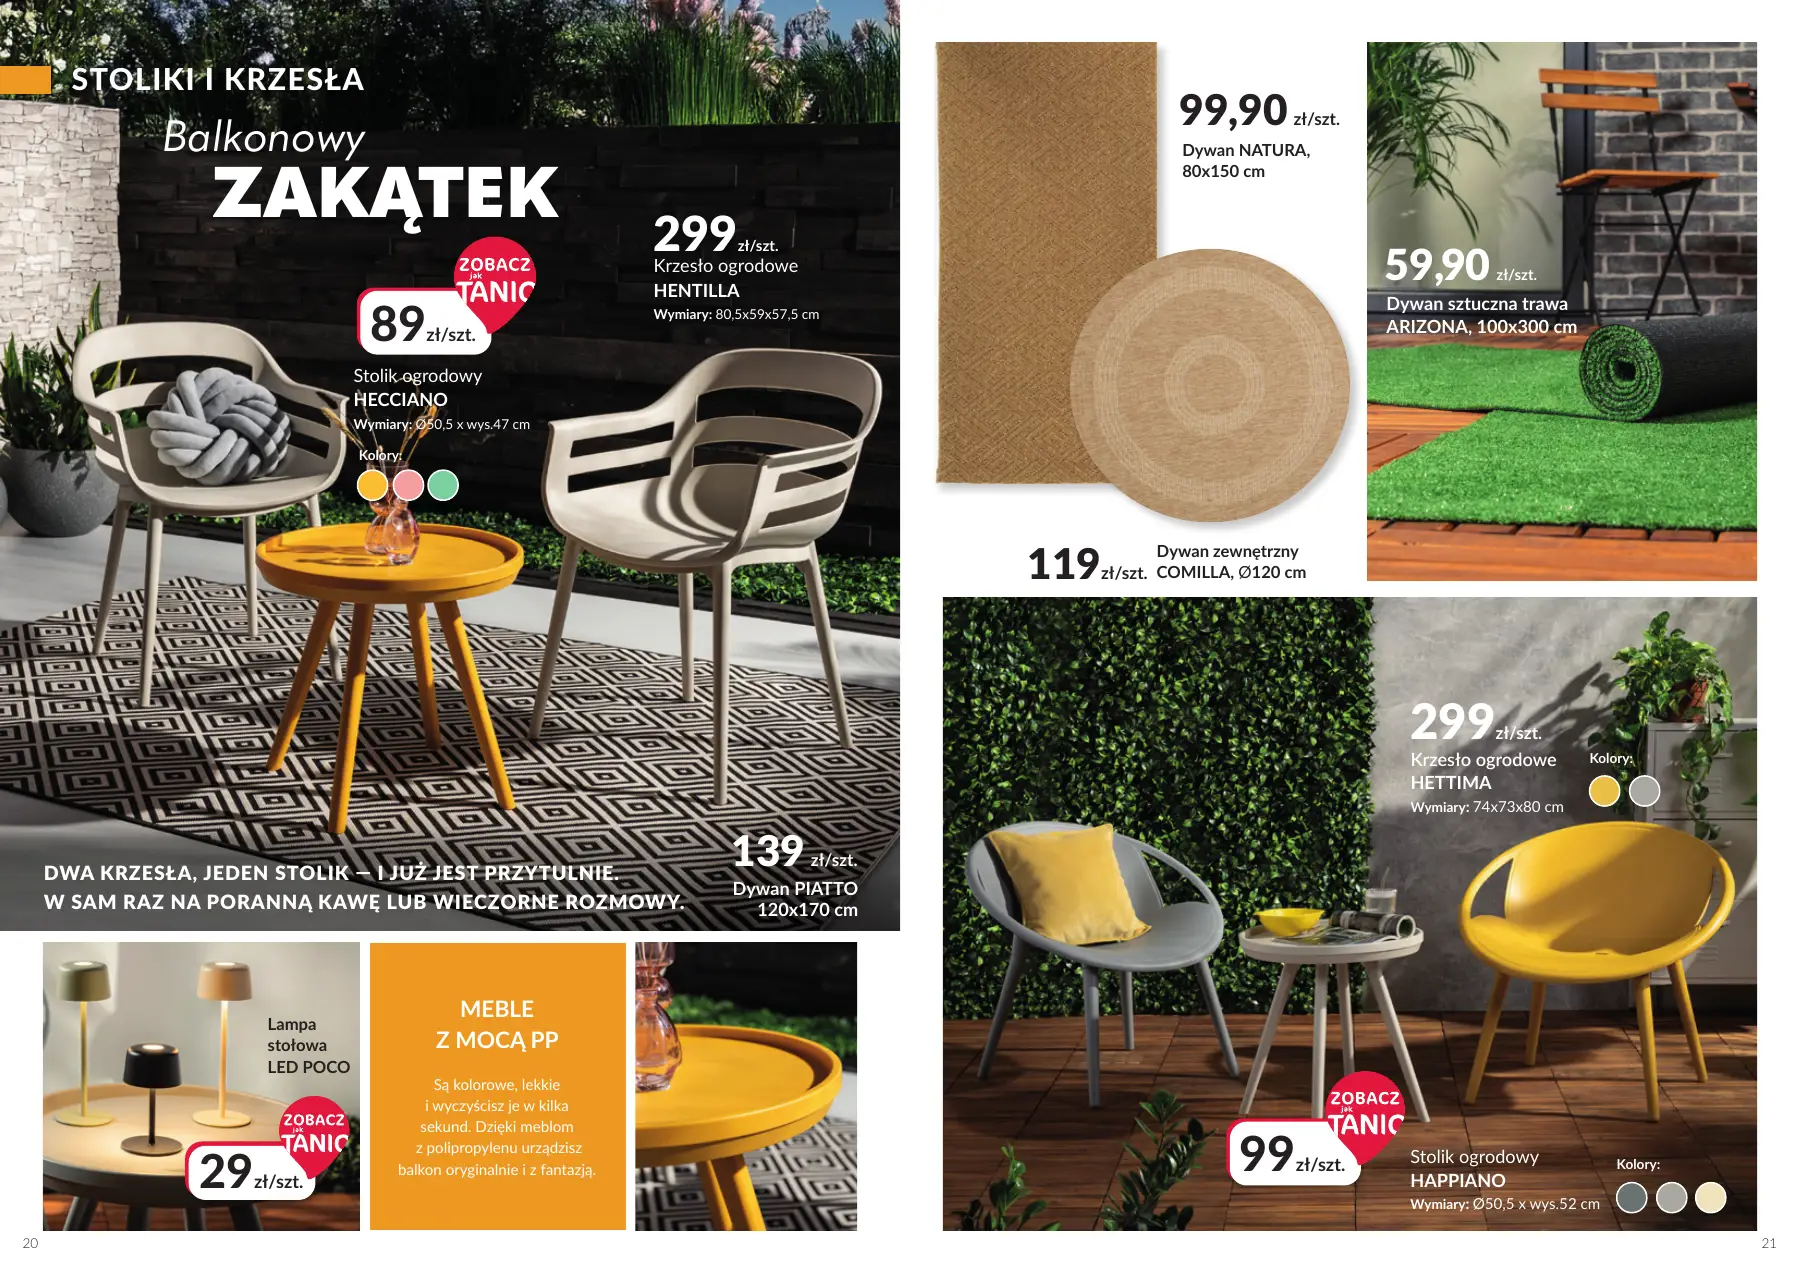 STOLIKI I KRZESŁA
Balkonowy
ZAKĄTEK
299 zł/szt.
Krzesło ogrodowe
HENTILLA
Wymiary: 80,5x59x57,5 cm
ZOBACZ
jak
TANIO
89 zł/szt.
Stolik ogrodowy
HECCIANO
Wymiary: Ø50,5 x wys.47 cm
Kolory:
139 zł/szt.
Dywan PIATTO
120x170 cm
DWA KRZESŁA, JEDEN STOLIK — I JUŻ JEST PRZYTULNIE.
W SAM RAZ NA PORANNĄ KAWĘ LUB WIECZORNE ROZMOWY.
Lampa
stołowa
LED POCO
ZOBACZ
jak
TANIO
29 zł/szt.
MEBLE
Z MOCĄ PP
Są kolorowe, lekkie
i wyczyścisz je w kilka
sekund. Dzięki meblom
z polipropylenu urządzisz
balkon oryginalnie i z fantazją.
20
99,90 zł/szt.
Dywan NATURA,
80x150 cm
119 zł/szt.
Dywan zewnętrzny
COMILLA, Ø120 cm
59,90 zł/szt.
Dywan sztuczna trawa
ARIZONA, 100x300 cm
299 zł/szt.
Krzesło ogrodowe
HETTIMA
Wymiary: 74x73x80 cm
Kolory:
ZOBACZ
jak
TANIO
99 zł/szt.
Stolik ogrodowy
HAPPIANO
Wymiary: Ø50,5 x wys.52 cm
Kolory:
21